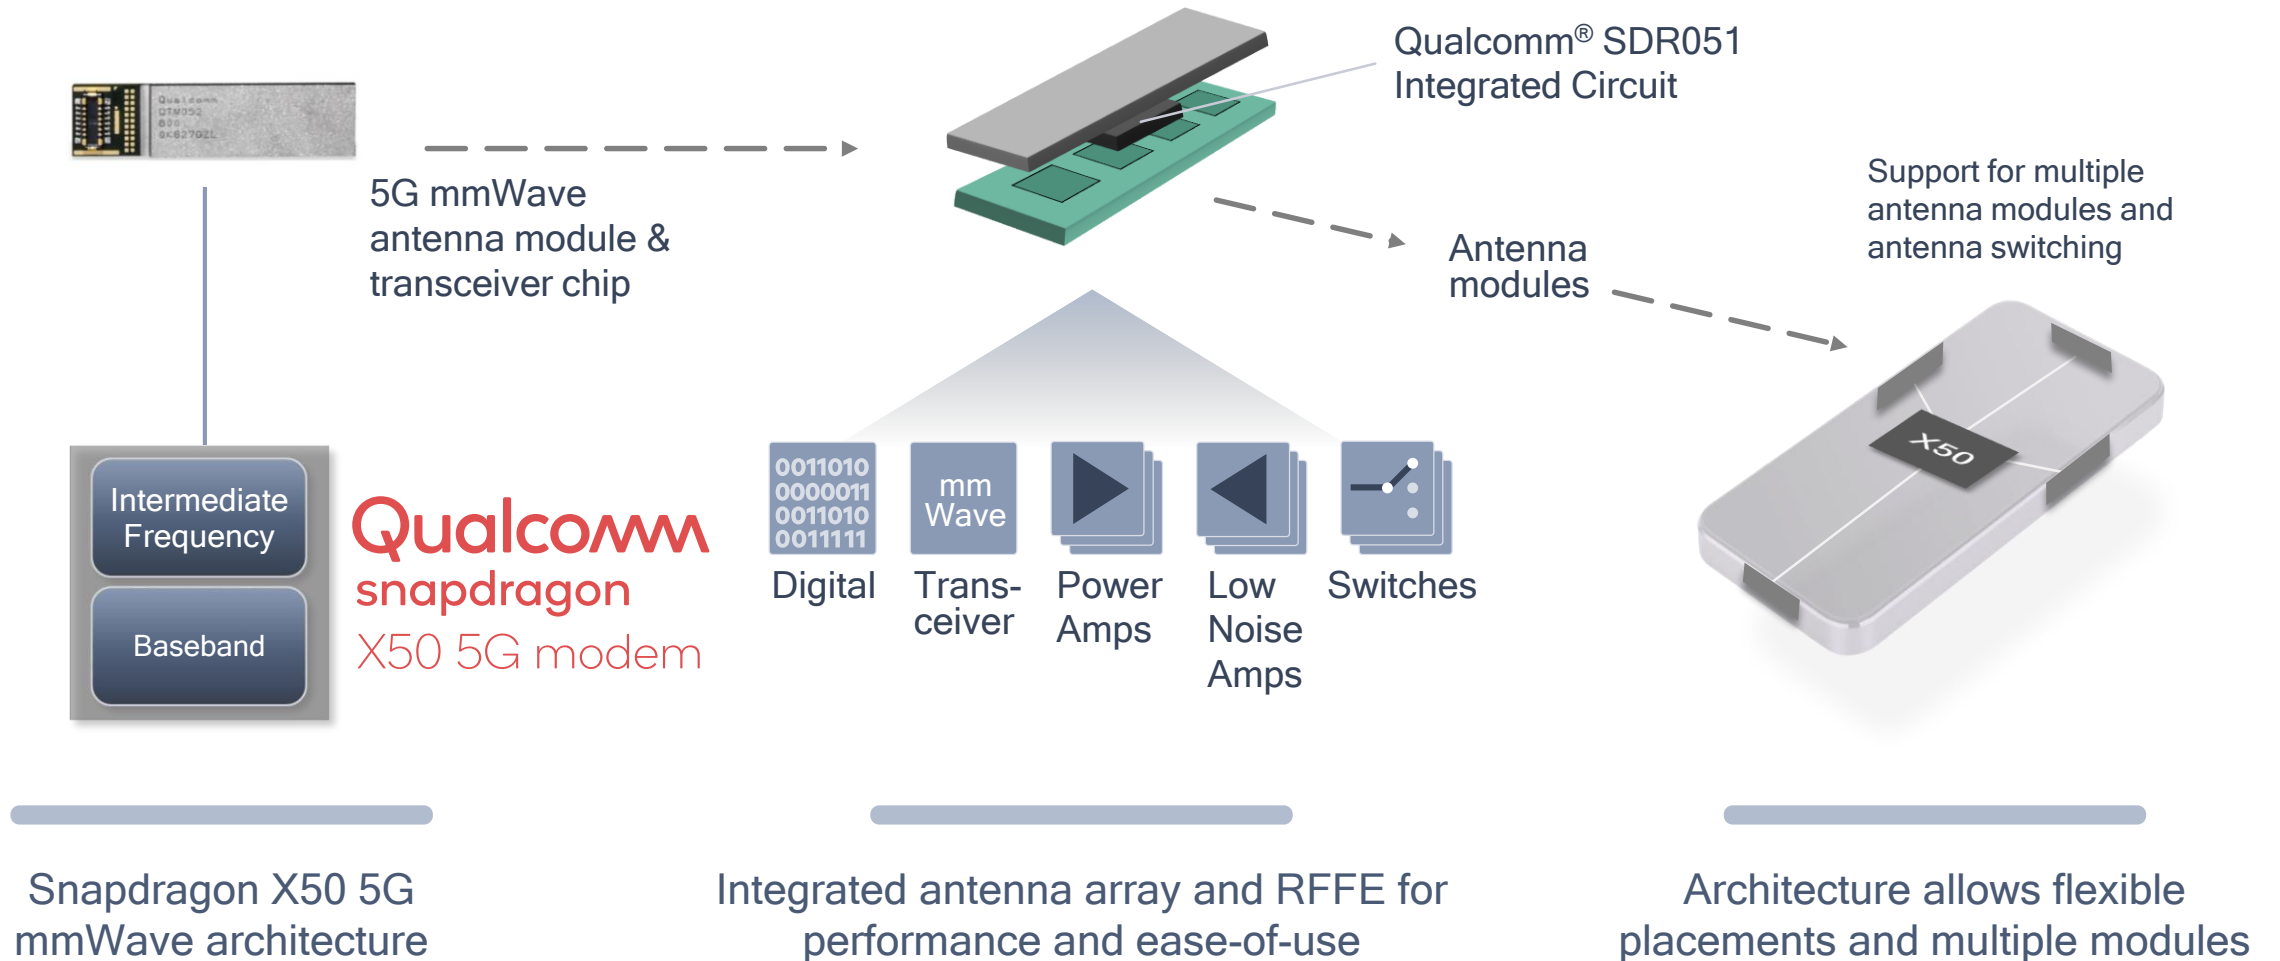 Qualcomm
QTM052
5G mmWave
antenna module &
transceiver chip
Intermediate
Frequency
Baseband
Qualcomm
snapdragon
X50 5G modem
Snapdragon X50 5G
mmWave architecture
Qualcomm® SDR051
Integrated Circuit
0011010
0000011
0011010
0011111
Digital
mm
Wave
Trans-
ceiver
Power
Amps
Low
Noise
Amps
Switches
Integrated antenna array and RFFE for
performance and ease-of-use
Antenna
modules
Support for multiple
antenna modules and
antenna switching
X50
Architecture allows flexible
placements and multiple modules